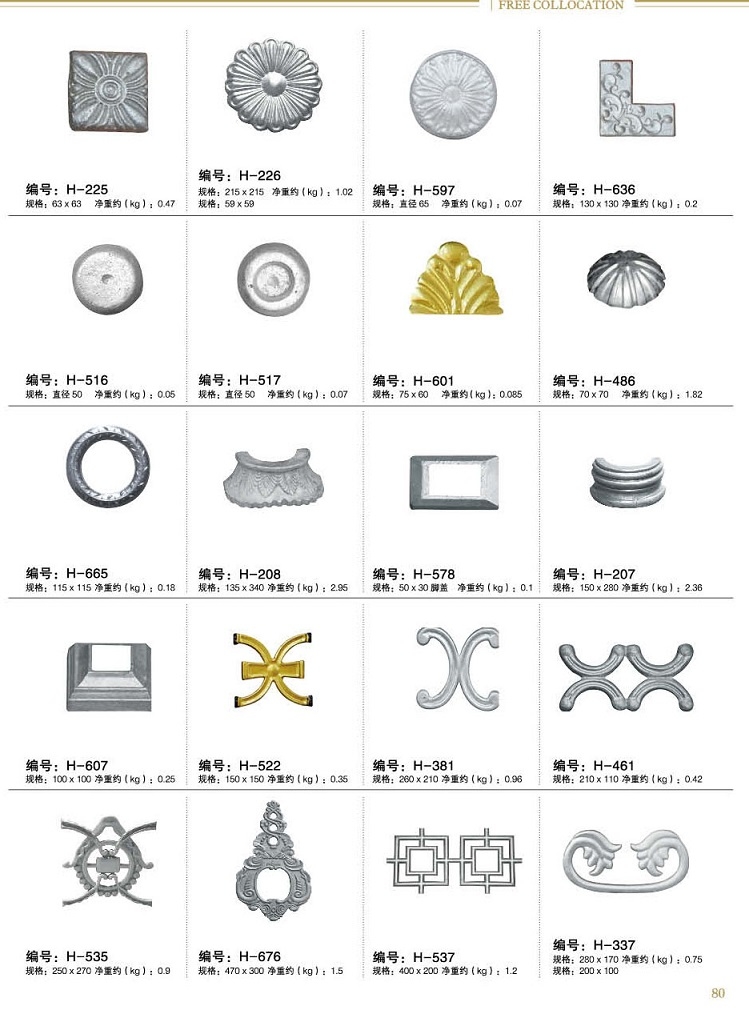 FREE COLLOCATION
编号：H-225
规格：63 x 63 净重约（kg）：0.47
编号：H-226
规格：215 x 215 净重约（kg）：1.02
规格：59 x 59
编号：H-597
规格：直径 65 净重约（kg）：0.07
编号：H-636
规格：130 x 130 净重约（kg）：0.2
编号：H-516
规格：直径 50 净重约（kg）：0.05
编号：H-517
规格：直径 50 净重约（kg）：0.07
编号：H-601
规格：75 x 60 净重约（kg）：0.085
编号：H-486
规格：70 x 70 净重约（kg）：1.82
编号：H-665
规格：115 x 115 净重约（kg）：0.18
编号：H-208
规格：135 x 340 净重约（kg）：2.95
编号：H-578
规格：50 x 30 脚盖 净重约（kg）：0.1
编号：H-207
规格：150 x 280 净重约（kg）：2.36
编号：H-607
规格：100 x 100 净重约（kg）：0.25
编号：H-522
规格：150 x 150 净重约（kg）：0.35
编号：H-381
规格：260 x 210 净重约（kg）：0.96
编号：H-461
规格：210 x 110 净重约（kg）：0.42
编号：H-535
规格：250 x 270 净重约（kg）：0.9
编号：H-676
规格：470 x 300 净重约（kg）：1.5
编号：H-537
规格：400 x 200 净重约（kg）：1.2
编号：H-337
规格：280 x 170 净重约（kg）：0.75
规格：200 x 100
80